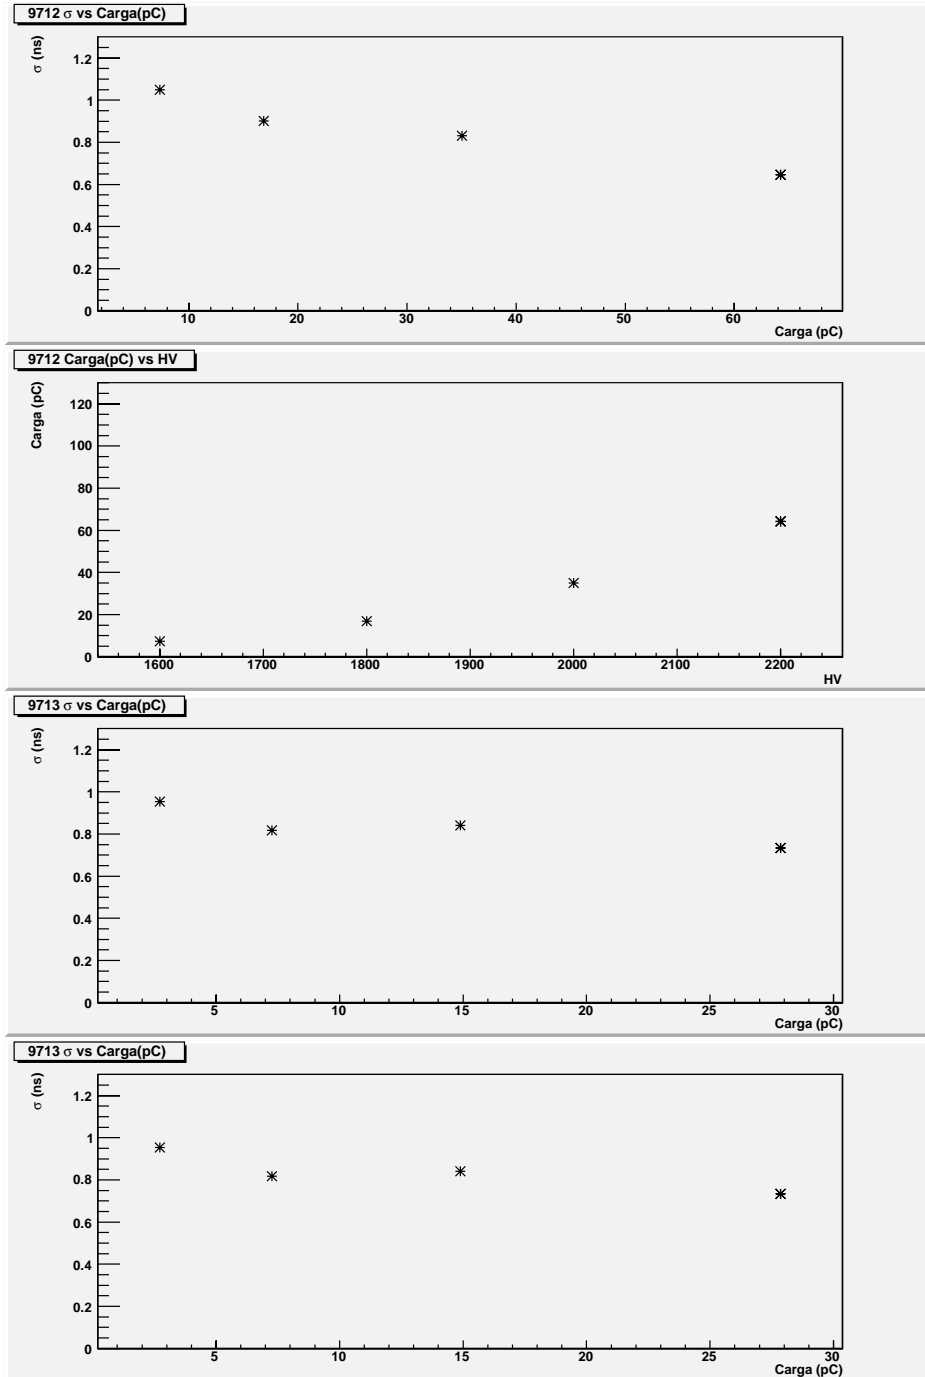 9712 σ vs Carga(pC)
σ (ns)
1.2
1
0.8
0.6
0.4
0.2
0
10 20 30 40 50 60
Carga (pC)
9712 Carga(pC) vs HV
Carga (pC)
120
100
80
60
40
20
0
1600 1700 1800 1900 2000 2100 2200
HV
9713 σ vs Carga(pC)
σ (ns)
1.2
1
0.8
0.6
0.4
0.2
0
5 10 15 20 25 30
Carga (pC)
9713 σ vs Carga(pC)
σ (ns)
1.2
1
0.8
0.6
0.4
0.2
0
5 10 15 20 25 30
Carga (pC)